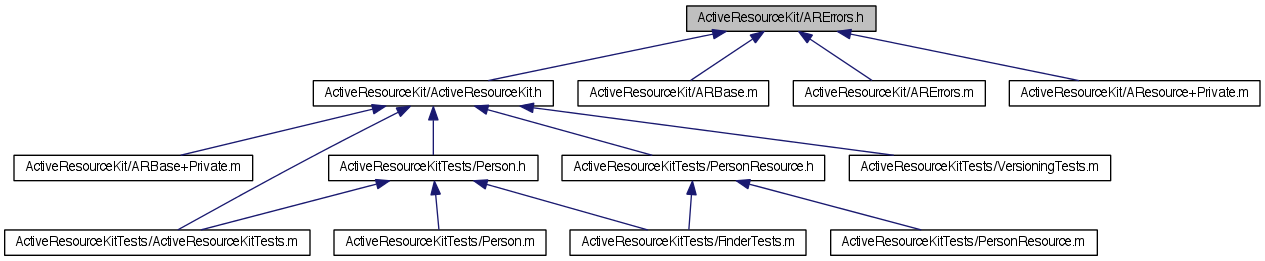 ActiveResourceKit/ARErrors.h
ActiveResourceKit/ActiveResourceKit.h
ActiveResourceKit/ARBase.m
ActiveResourceKit/ARErrors.m
ActiveResourceKit/AResource+Private.m
ActiveResourceKit/ARBase+Private.m
ActiveResourceKitTests/Person.h
ActiveResourceKitTests/PersonResource.h
ActiveResourceKitTests/VersioningTests.m
ActiveResourceKitTests/ActiveResourceKitTests.m
ActiveResourceKitTests/Person.m
ActiveResourceKitTests/FinderTests.m
ActiveResourceKitTests/PersonResource.m